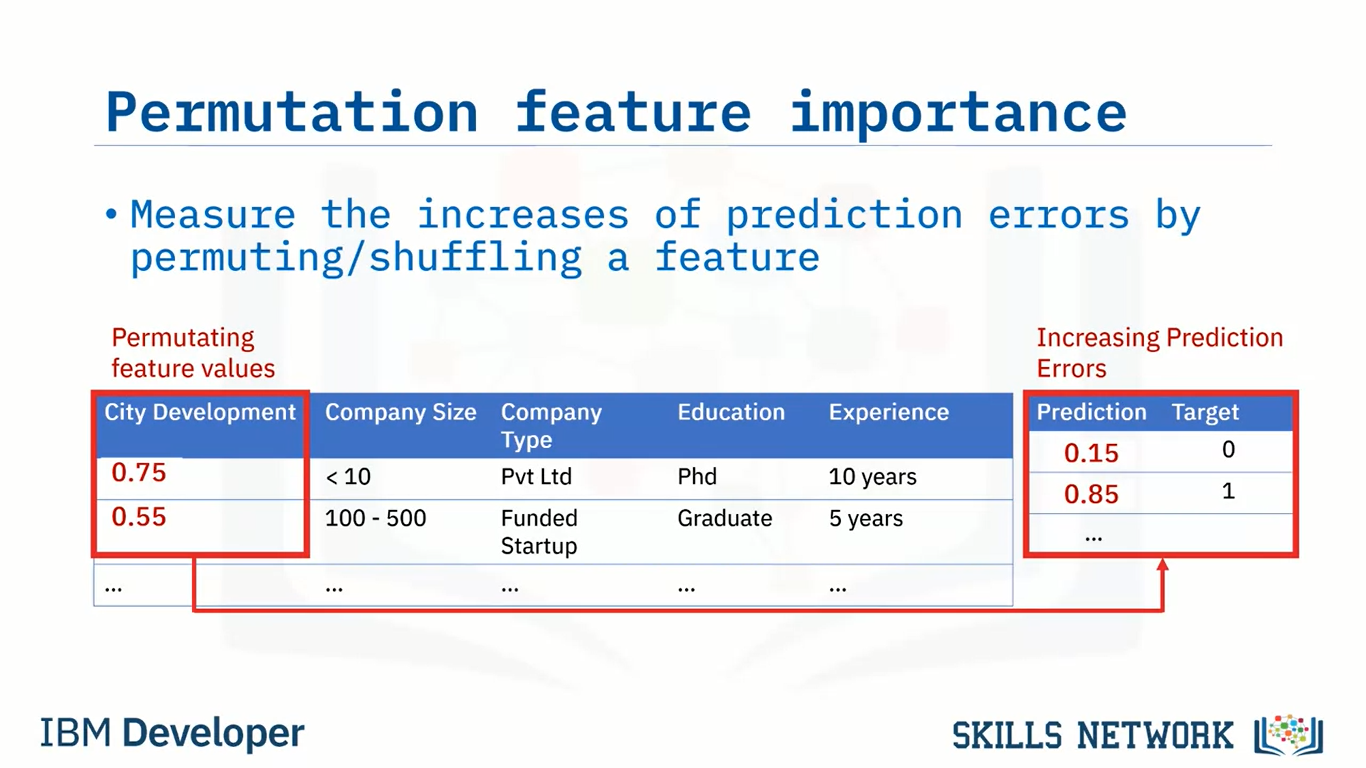 Permutation feature importance
• Measure the increases of prediction errors by
permuting/shuffling a feature
Permutating
feature values
Increasing Prediction
Errors
City Development Company Size Company Type Education Experience
0.75 < 10 Pvt Ltd Phd 10 years
0.55 100 - 500 Funded Startup Graduate 5 years
... ... ... ... ...
Prediction Target
0.15 0
0.85 1
...
IBM Developer
SKILLS NETWORK